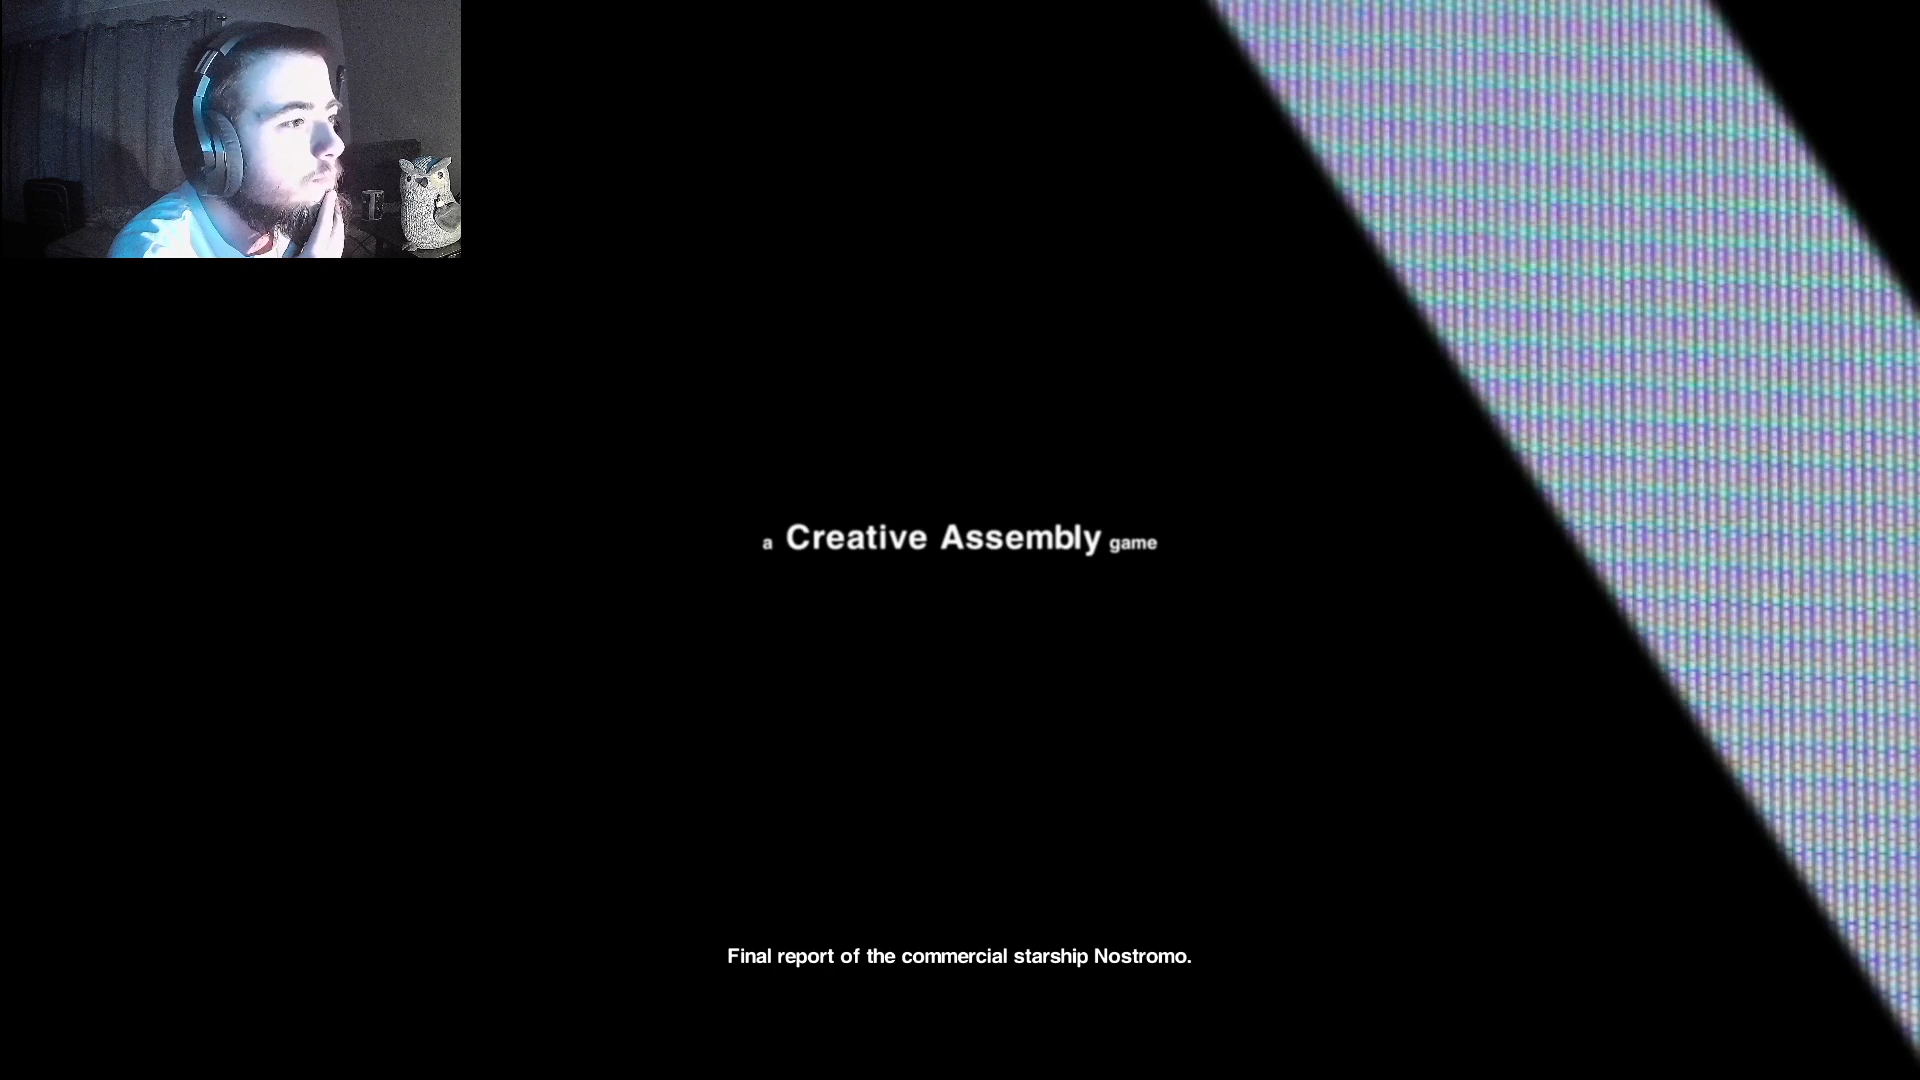 a Creative Assembly game
Final report of the commercial starship Nostromo.